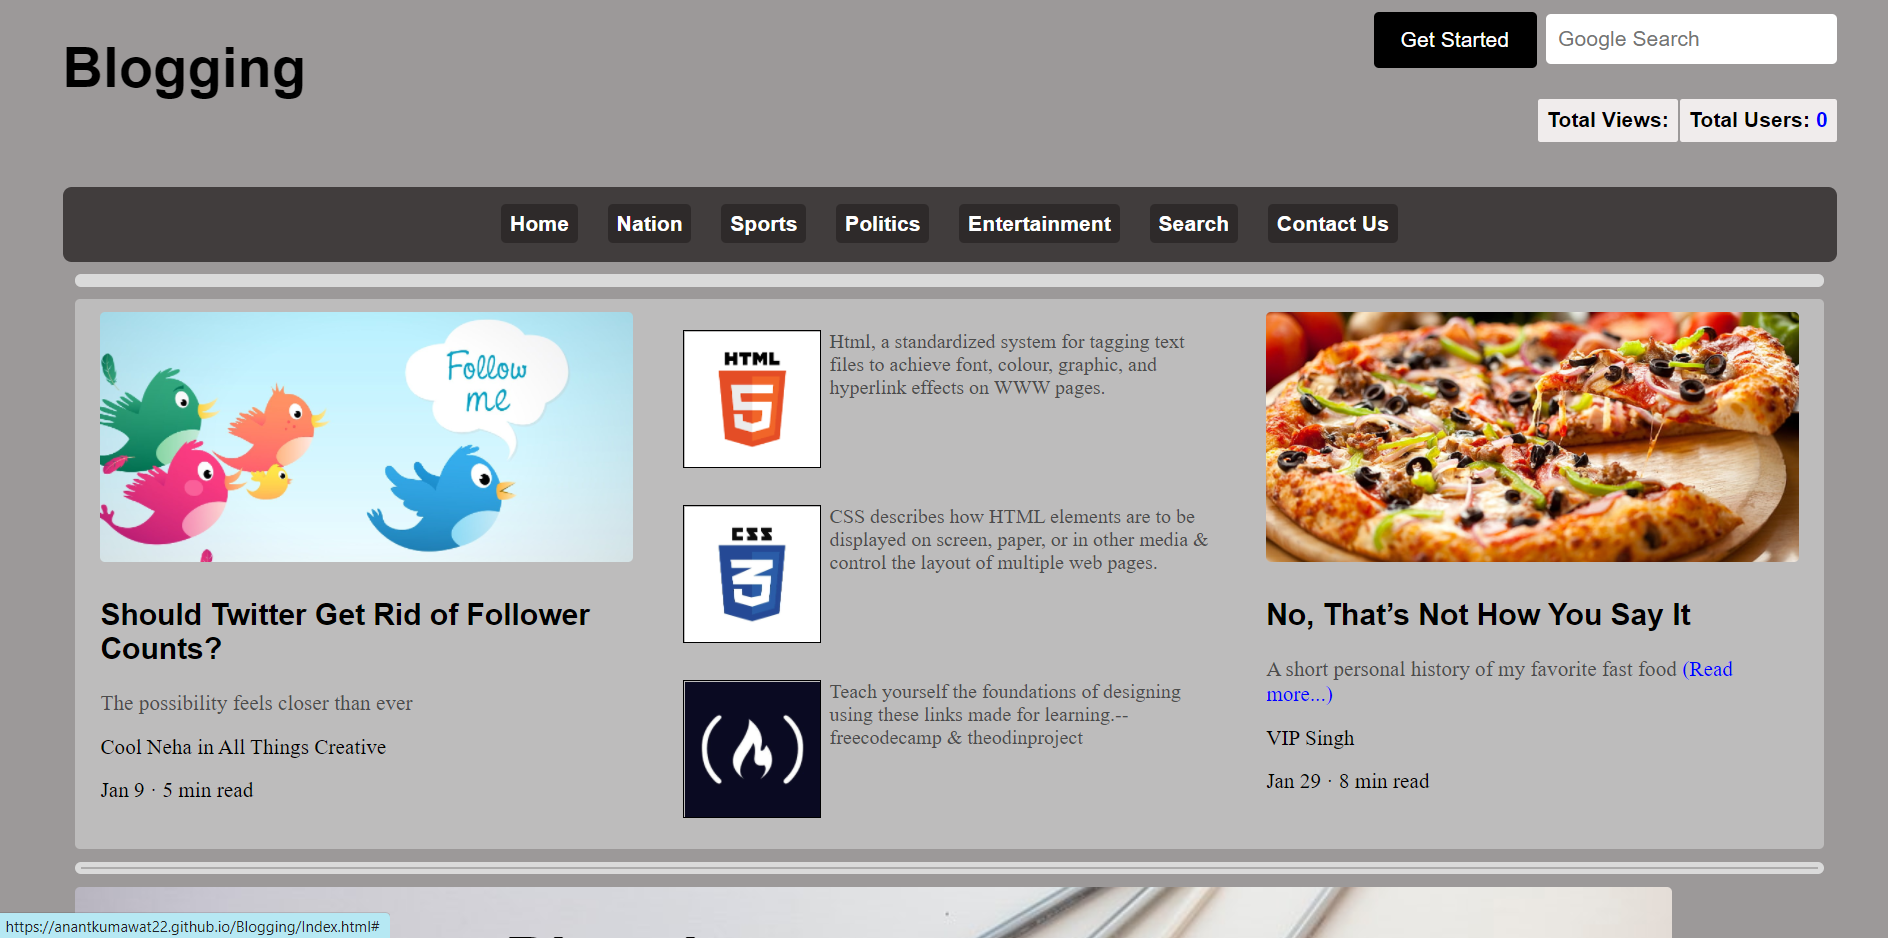 Blogging
Get Started
Google Search
Total Views:
Total Users: 0
Home
Nation
Sports
Politics
Entertainment
Search
Contact Us
Follow
me
Should Twitter Get Rid of Follower
Counts?
The possibility feels closer than ever
Cool Neha in All Things Creative
Jan 9 · 5 min read
HTML
5
Html, a standardized system for tagging text
files to achieve font, colour, graphic, and
hyperlink effects on WWW pages.
CSS
3
CSS describes how HTML elements are to be
displayed on screen, paper, or in other media &
control the layout of multiple web pages.
Teach yourself the foundations of designing
using these links made for learning.--
freecodecamp & theodinproject
No, That’s Not How You Say It
A short personal history of my favorite fast food (Read
more...)
VIP Singh
Jan 29 · 8 min read
https://anantkumawat22.github.io/Blogging/Index.html#